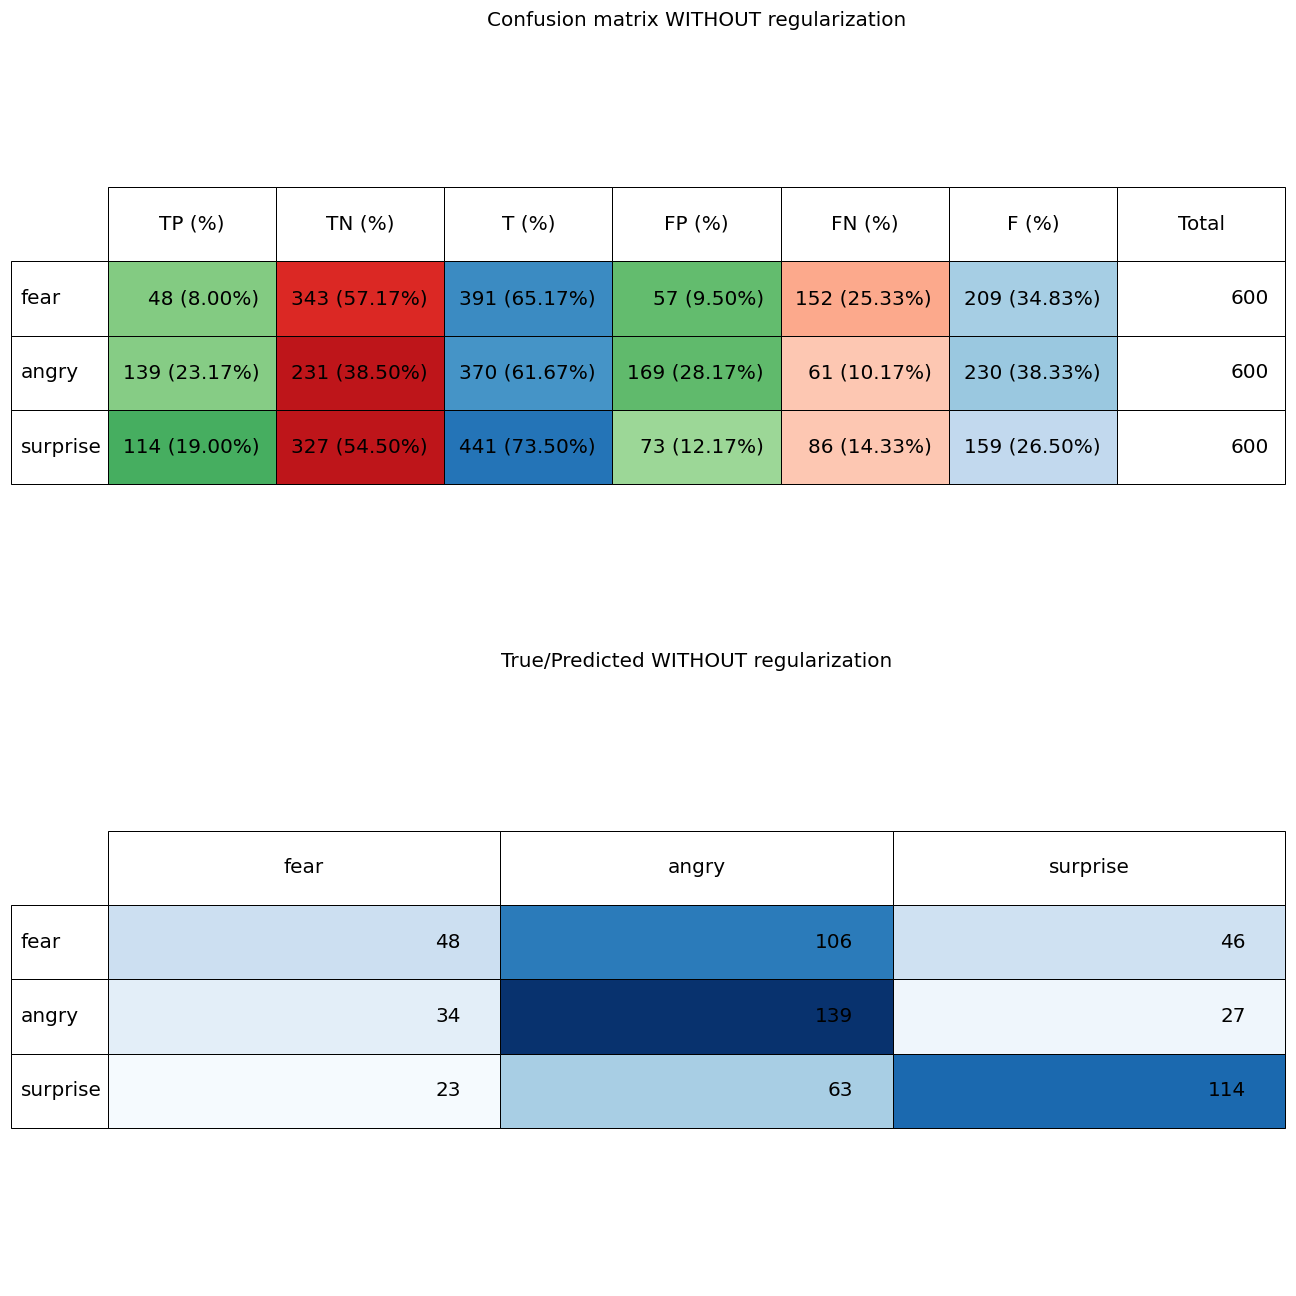 Confusion matrix WITHOUT regularization
TP (%) TN (%) T (%) FP (%) FN (%) F (%) Total
fear 48 (8.00%) 343 (57.17%) 391 (65.17%) 57 (9.50%) 152 (25.33%) 209 (34.83%) 600
angry 139 (23.17%) 231 (38.50%) 370 (61.67%) 169 (28.17%) 61 (10.17%) 230 (38.33%) 600
surprise 114 (19.00%) 327 (54.50%) 441 (73.50%) 73 (12.17%) 86 (14.33%) 159 (26.50%) 600
True/Predicted WITHOUT regularization
fear angry surprise
fear 48 106 46
angry 34 139 27
surprise 23 63 114